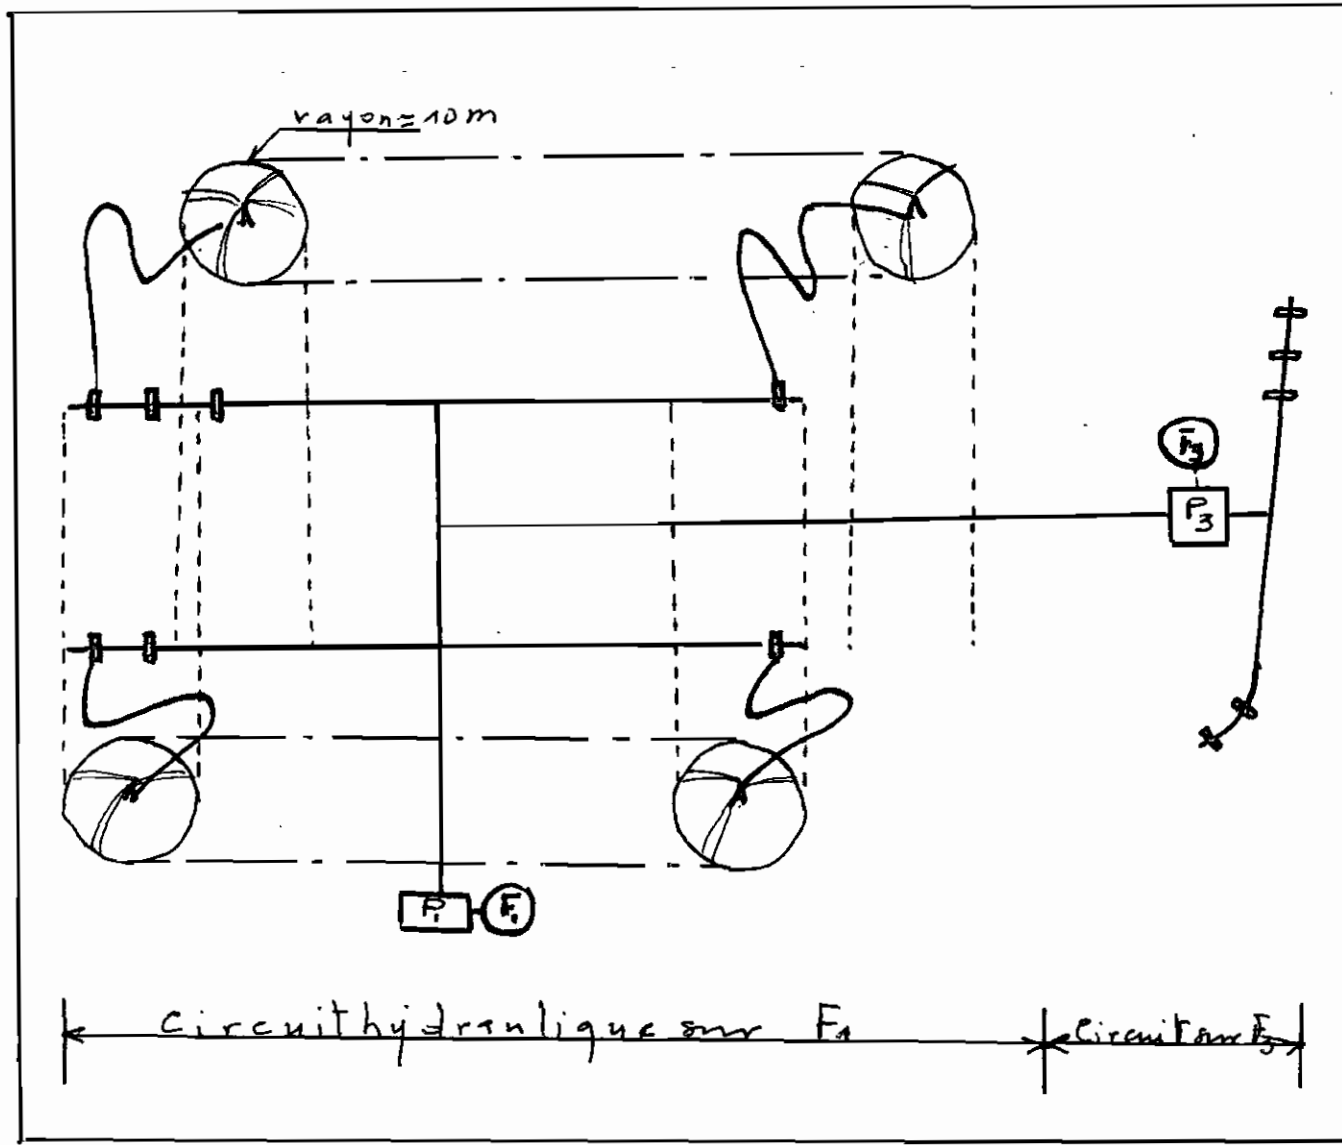 rayon≃10m
F3
P3
P1
F1
Circuit hydraulique sur F1
Circuit sur F3